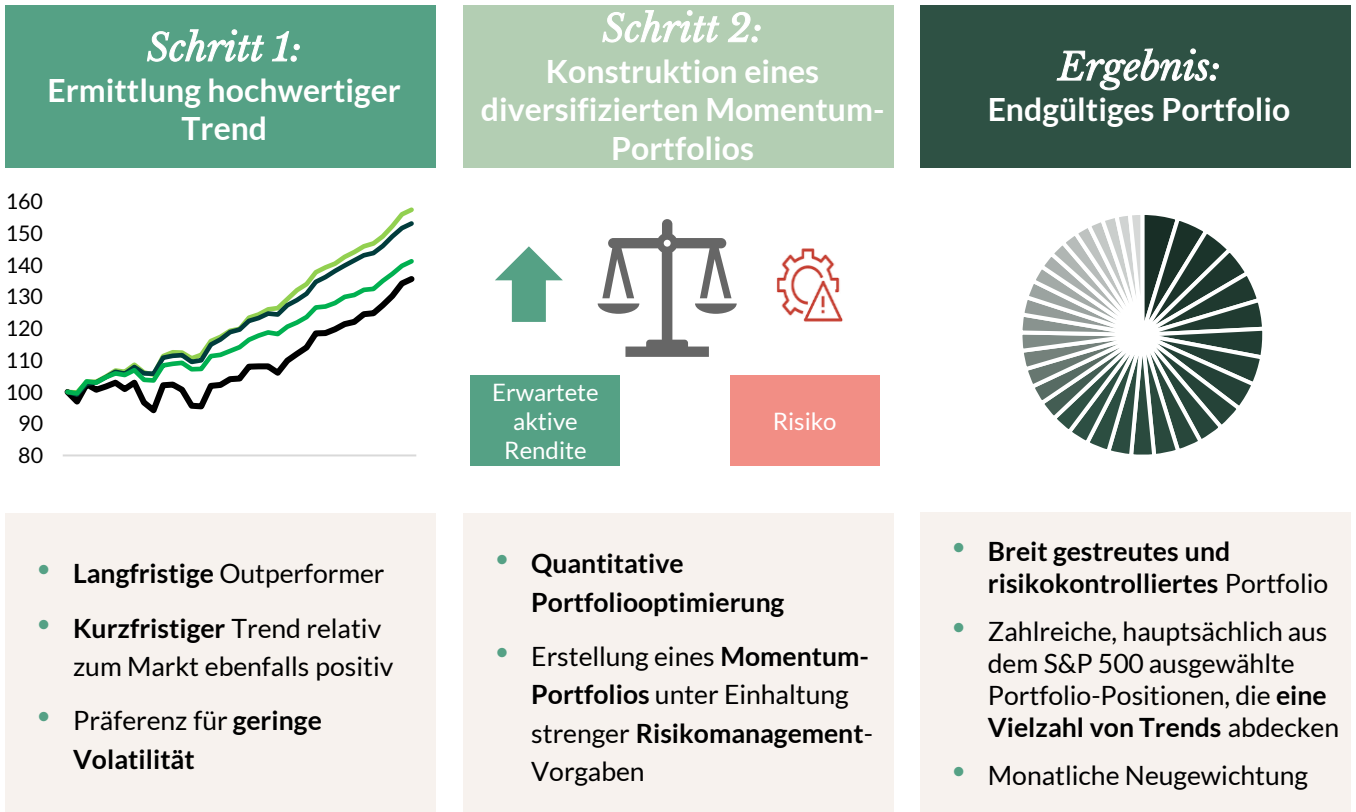 Schritt 1:
Ermittlung hochwertiger
Trend
160
150
140
130
120
110
100
90
80
Langfristige Outperformer
Kurzfristiger Trend relativ
zum Markt ebenfalls positiv
Präferenz für geringe
Volatilität
Schritt 2:
Konstruktion eines
diversifizierten Momentum-
Portfolios
Erwartete
aktive
Rendite
Risiko
Quantitative
Portfoliooptimierung
Erstellung eines Momentum-
Portfolios unter Einhaltung
strenger Risikomanagement-
Vorgaben
Ergebnis:
Endgültiges Portfolio
Breit gestreutes und
risikokontrolliertes Portfolio
Zahlreiche, hauptsächlich aus
dem S&P 500 ausgewählte
Portfolio-Positionen, die eine
Vielzahl von Trends abdecken
Monatliche Neugewichtung